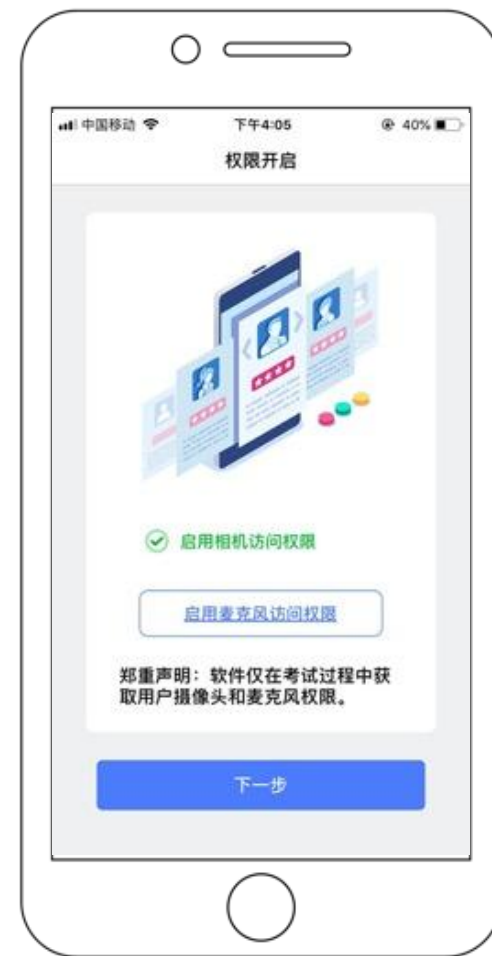 中国移动 下午4:05 40%
权限开启
启用相机访问权限
启用麦克风访问权限
郑重声明：软件仅在考试过程中获
取用户摄像头和麦克风权限。
下一步